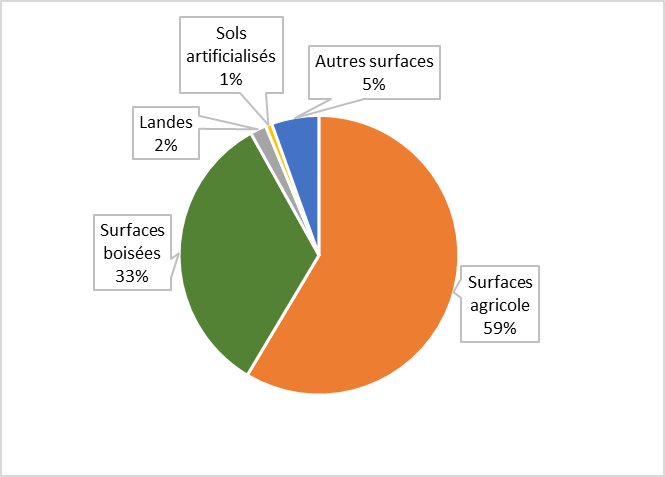 Sols
artificialisés
1%
Autres surfaces
5%
Landes
2%
Surfaces
boisées
33%
Surfaces
agricole
59%